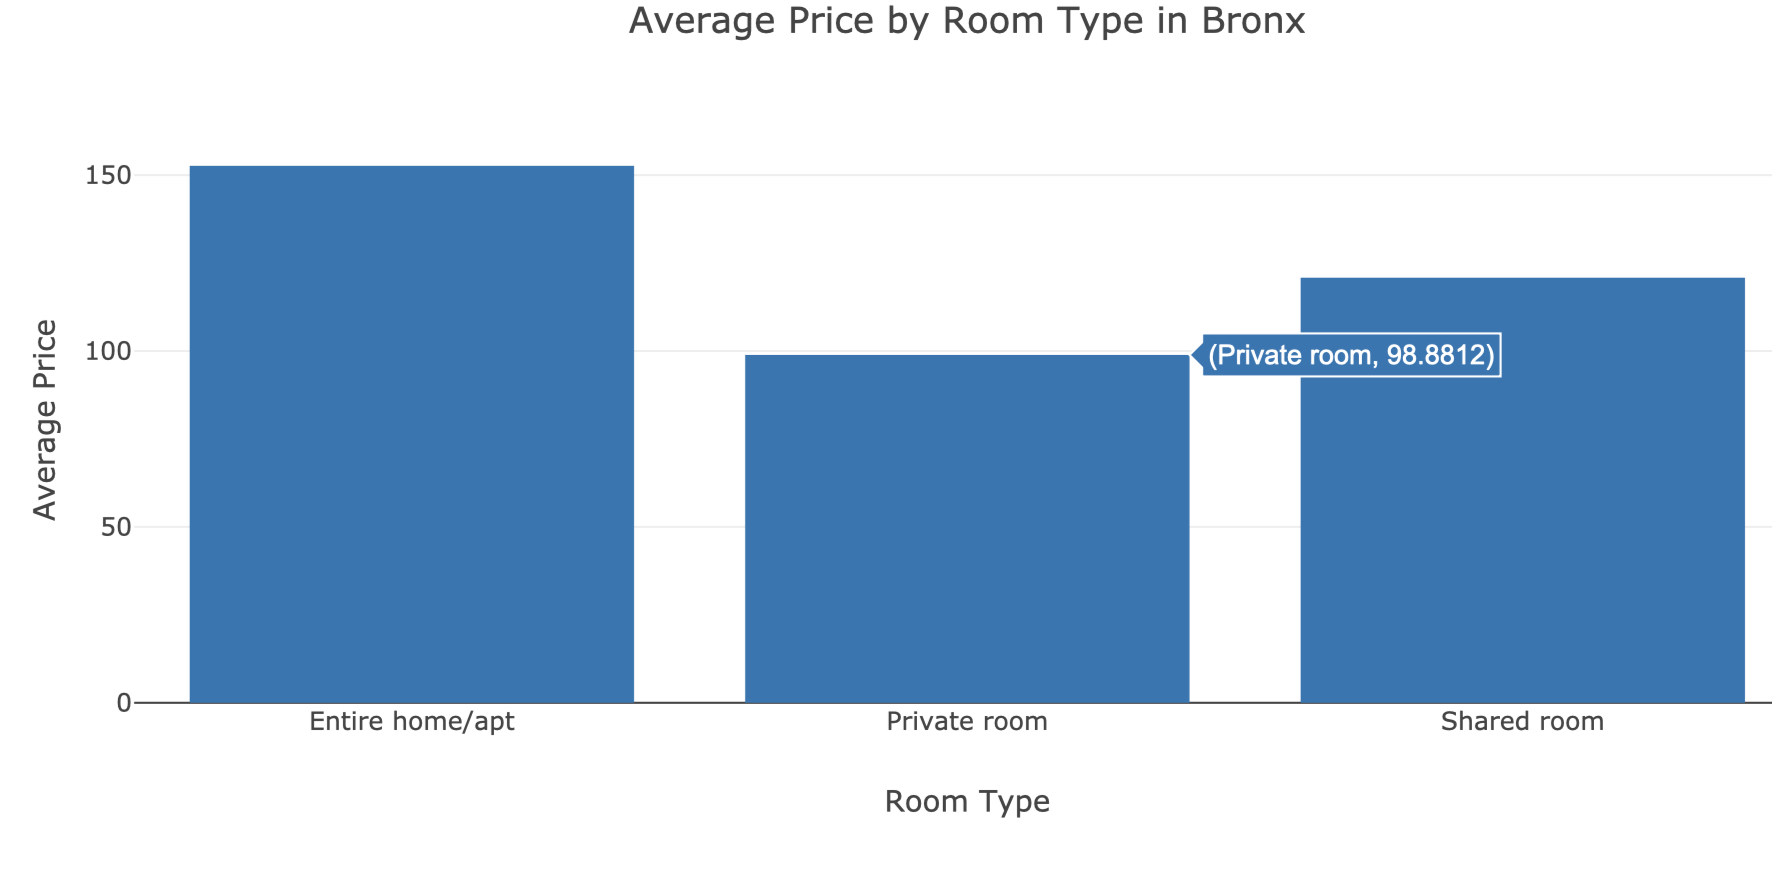 Average Price by Room Type in Bronx
Average Price
150
100
50
0
(Private room, 98.8812)
Entire home/apt
Private room
Shared room
Room Type